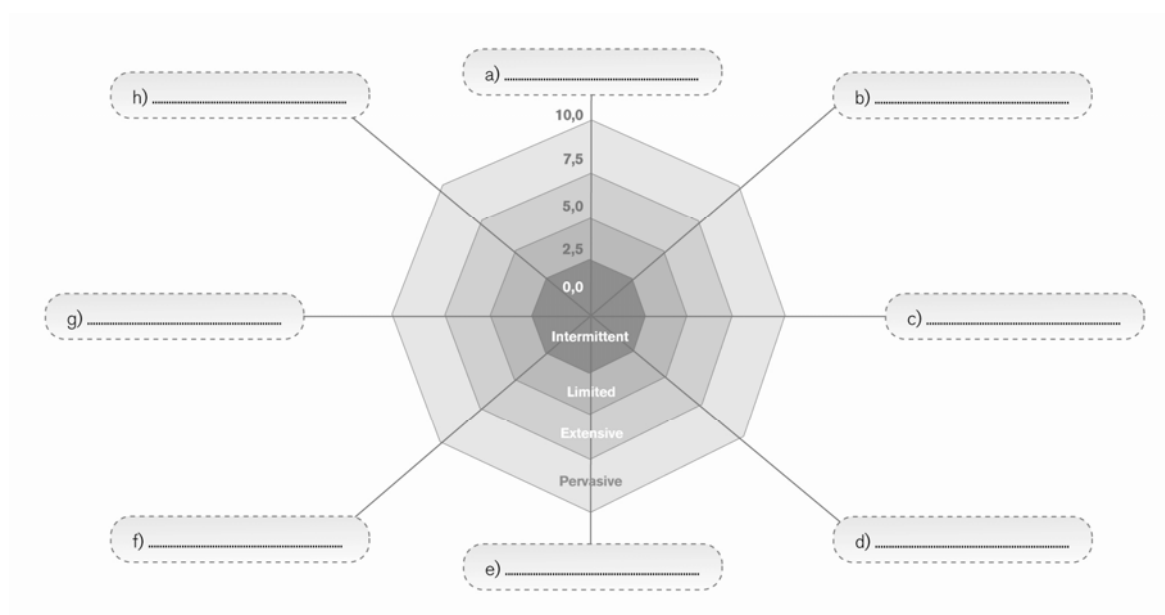 a)
h)
b)
10,0
7,5
5,0
2,5
0,0
g)
c)
Intermittent
Limited
Extensive
Pervasive
f)
d)
e)